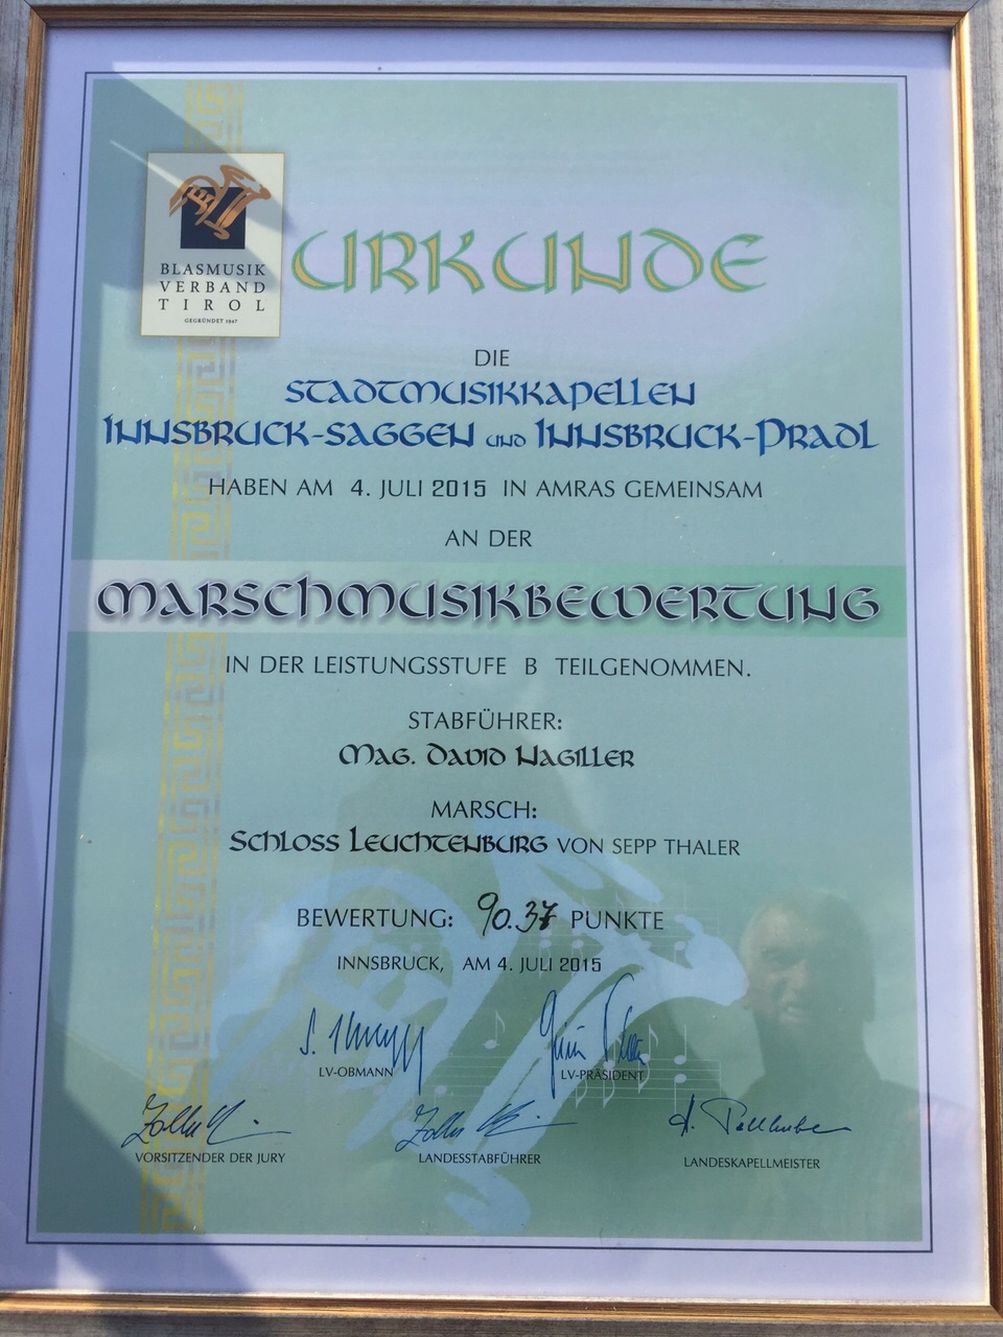 BLASMUSIK
VERBAND
TIROL
GEGRÜNDET 1947
URKUNDE
DIE
STADTMUSIKKAPELLEN
INNSBRUCK-SAGGEN UND INNSBRUCK-PRADL
HABEN AM 4. JULI 2015 IN AMRAS GEMEINSAM
AN DER
MARSCHMUSIKBEWERTUNG
IN DER LEISTUNGSSTUFE B TEILGENOMMEN.
STABFÜHRER:
MAG. DAVID NAGILLER
MARSCH:
SCHLOSS LEUCHTENBURG VON SEPP THALER
BEWERTUNG: 90.37 PUNKTE
INNSBRUCK, AM 4. JULI 2015
LV-OBMANN LV-PRÄSIDENT
VORSITZENDER DER JURY LANDESSTABFÜHRER LANDESKAPELLMEISTER